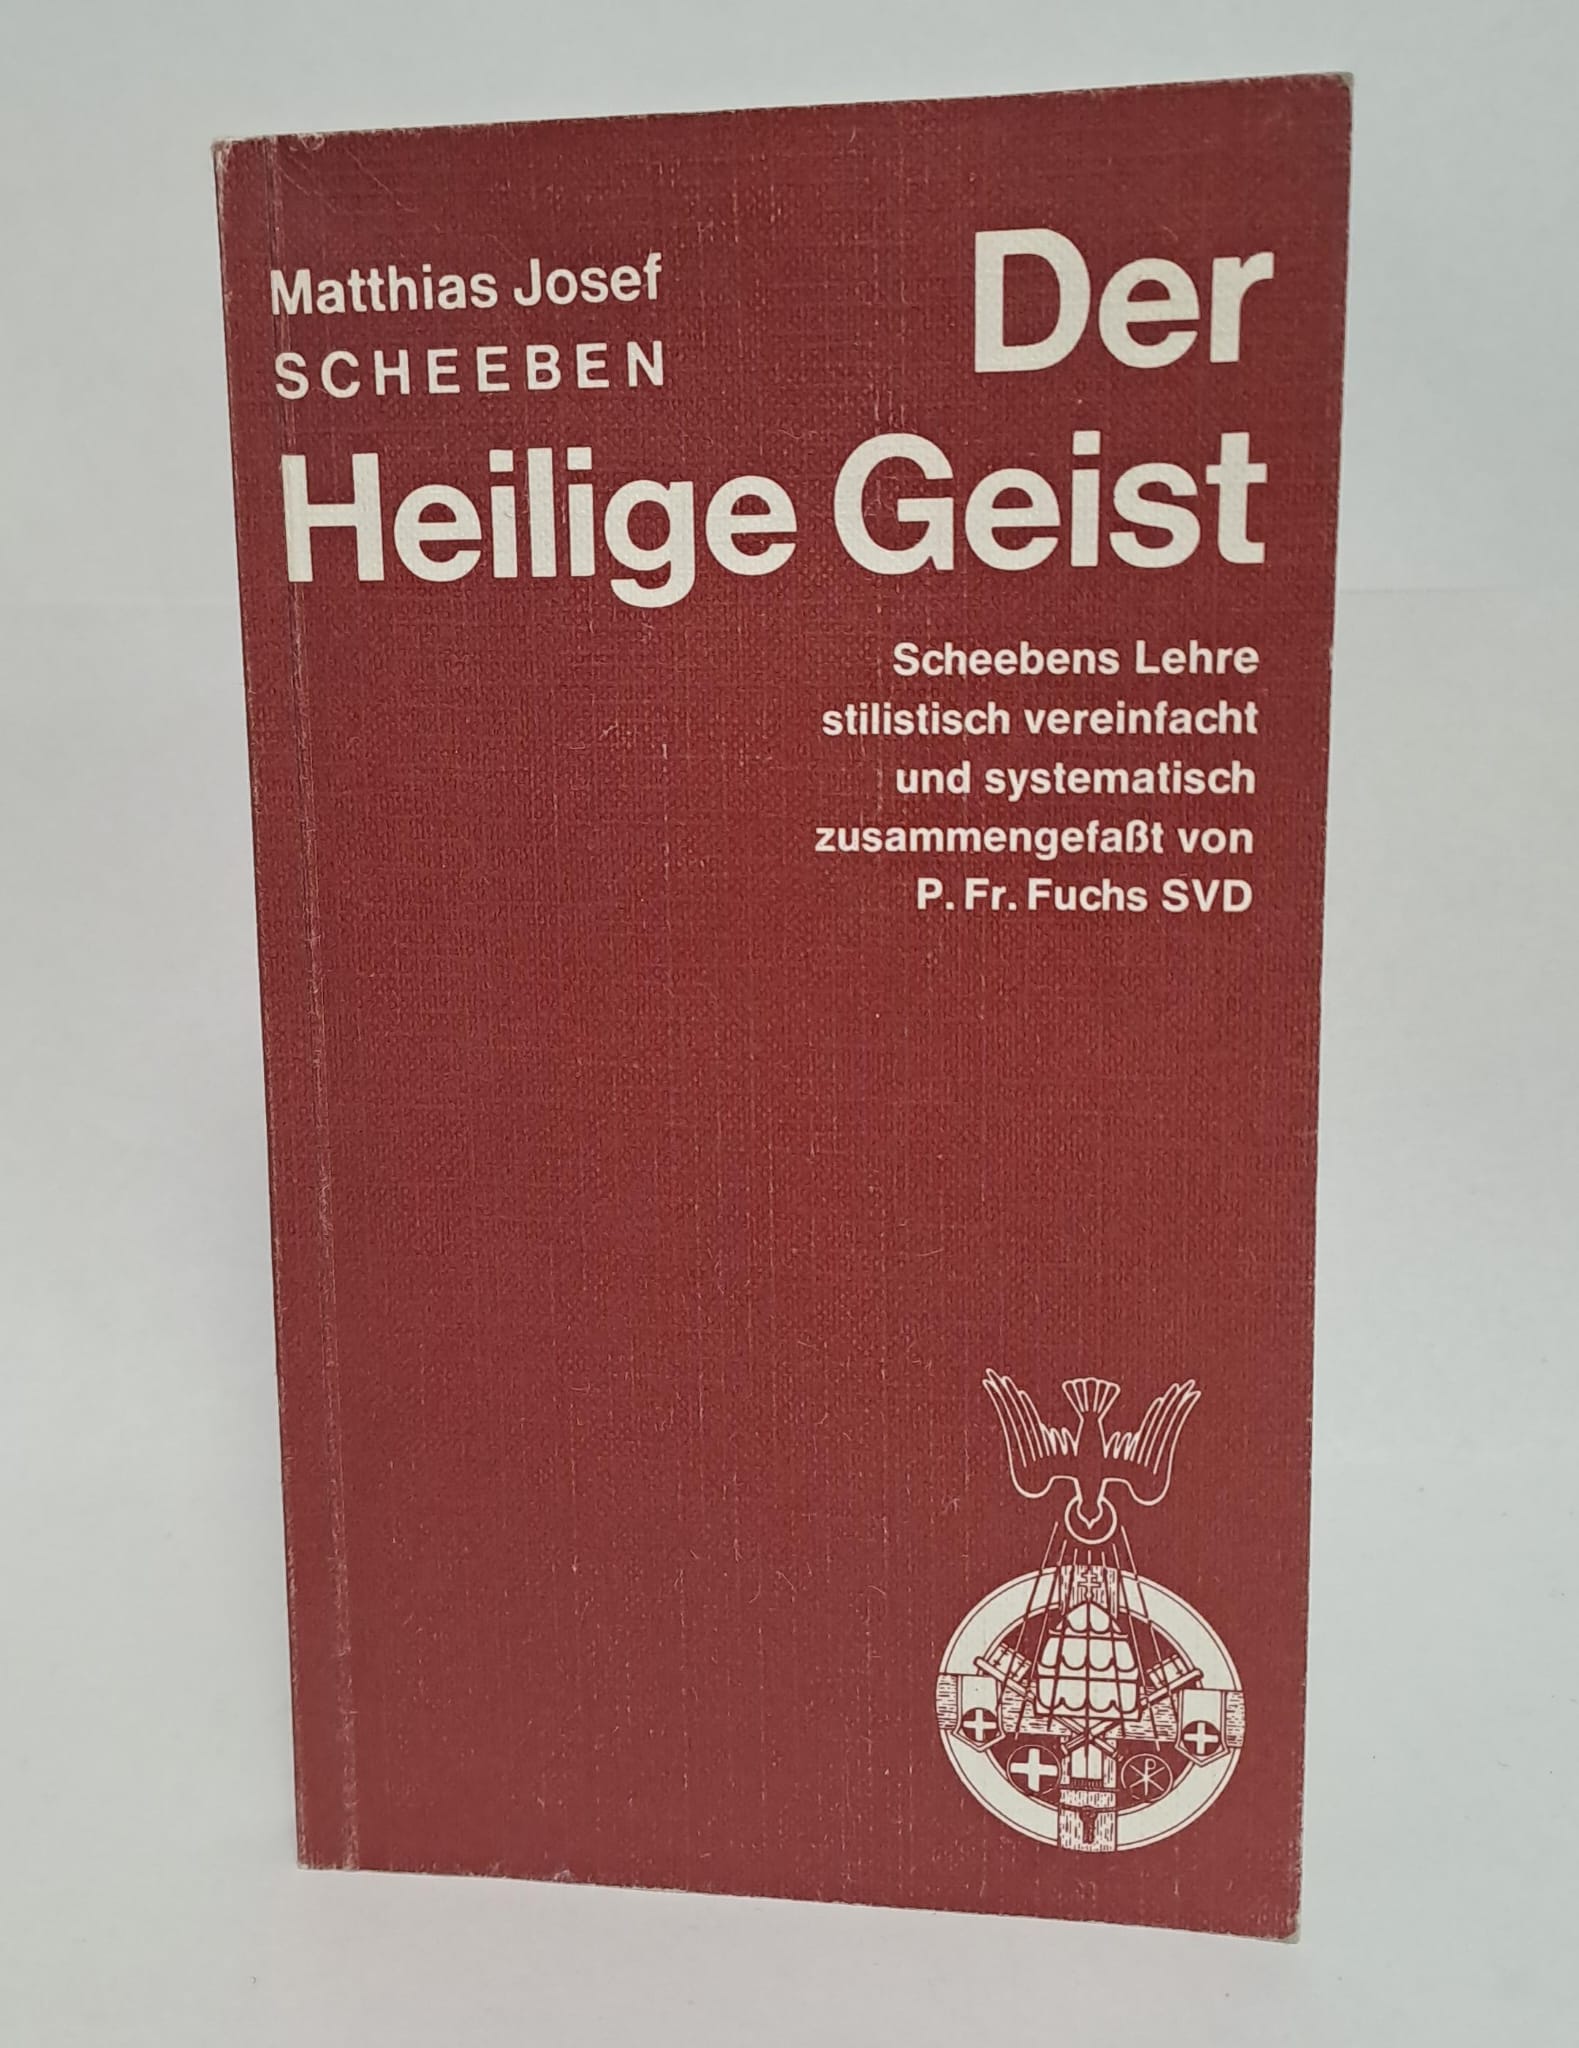 Matthias Josef
SCHEEBEN
Der
Heilige Geist
Scheebens Lehre
stilistisch vereinfacht
und systematisch
zusammengefaßt von
P. Fr. Fuchs SVD